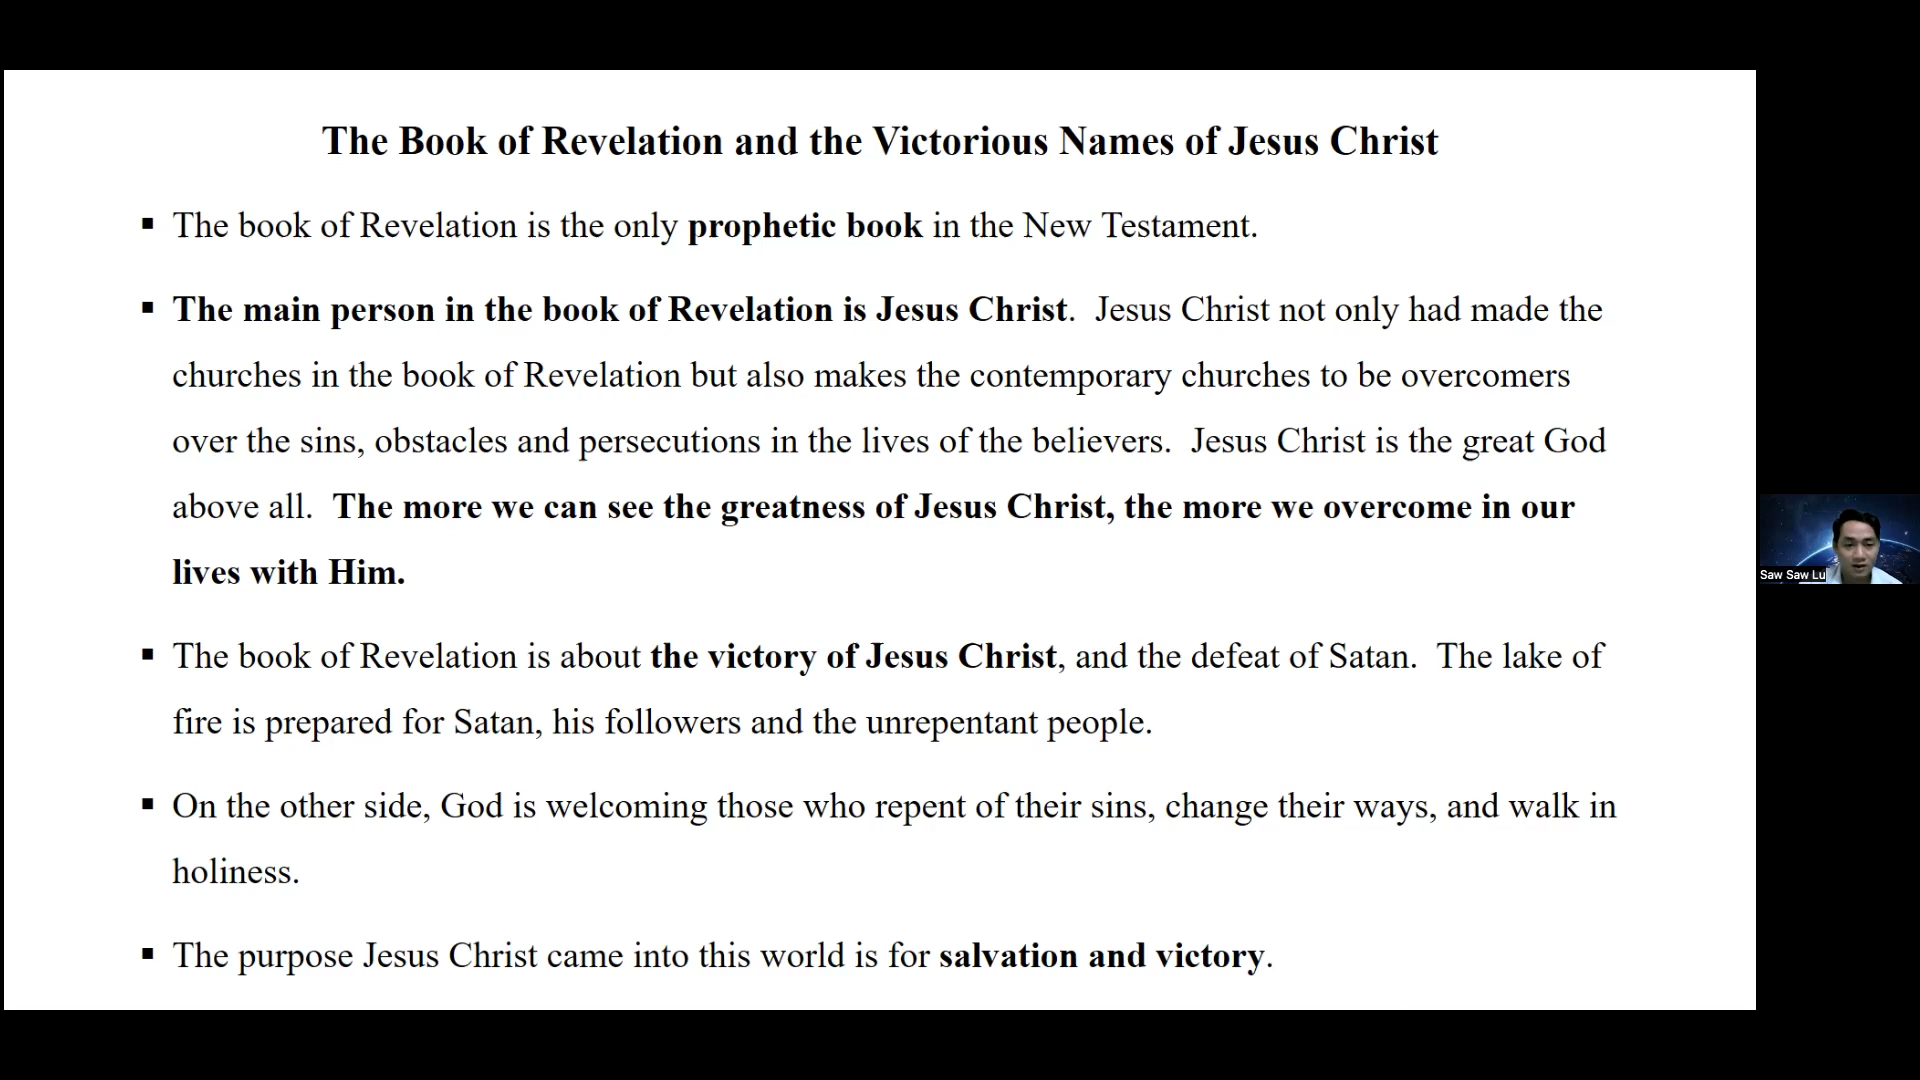 The Book of Revelation and the Victorious Names of Jesus Christ
▪ The book of Revelation is the only prophetic book in the New Testament.
▪ The main person in the book of Revelation is Jesus Christ.  Jesus Christ not only had made the
churches in the book of Revelation but also makes the contemporary churches to be overcomers
over the sins, obstacles and persecutions in the lives of the believers.  Jesus Christ is the great God
above all.  The more we can see the greatness of Jesus Christ, the more we overcome in our
lives with Him.
▪ The book of Revelation is about the victory of Jesus Christ, and the defeat of Satan.  The lake of
fire is prepared for Satan, his followers and the unrepentant people.
▪ On the other side, God is welcoming those who repent of their sins, change their ways, and walk in
holiness.
▪ The purpose Jesus Christ came into this world is for salvation and victory.
Saw Saw Lu